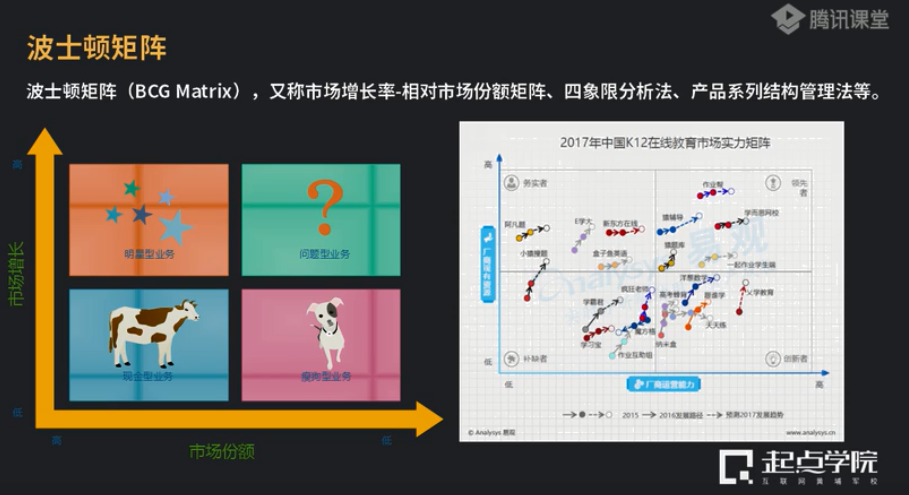 腾讯课堂
波士顿矩阵
波士顿矩阵（BCG Matrix），又称市场增长率-相对市场份额矩阵、四象限分析法、产品系列结构管理法等。
高
市场增长
低
明星型业务
问题型业务
现金型业务
瘦狗型业务
高
低
市场份额
2017年中国K12在线教育市场实力矩阵
高
务实者
领先者
作业帮
阿凡题
E学大
新东方在线
猿辅导
学而思网校
小猿搜题
盒子鱼英语
猿题库
一起作业学生端
Analysys 易观
厂商现有资源
疯狂老师
洋葱数学
学霸君
高考蜂背
乂学教育
魔方格
天天练
学习宝
纳米盒
作业互助组
补缺者
创新者
低
低
厂商运营能力
高
2015
2016发展路径
预测2017发展趋势
© Analysys 易观
www.analysys.cn
起点学院
互联网黄埔军校